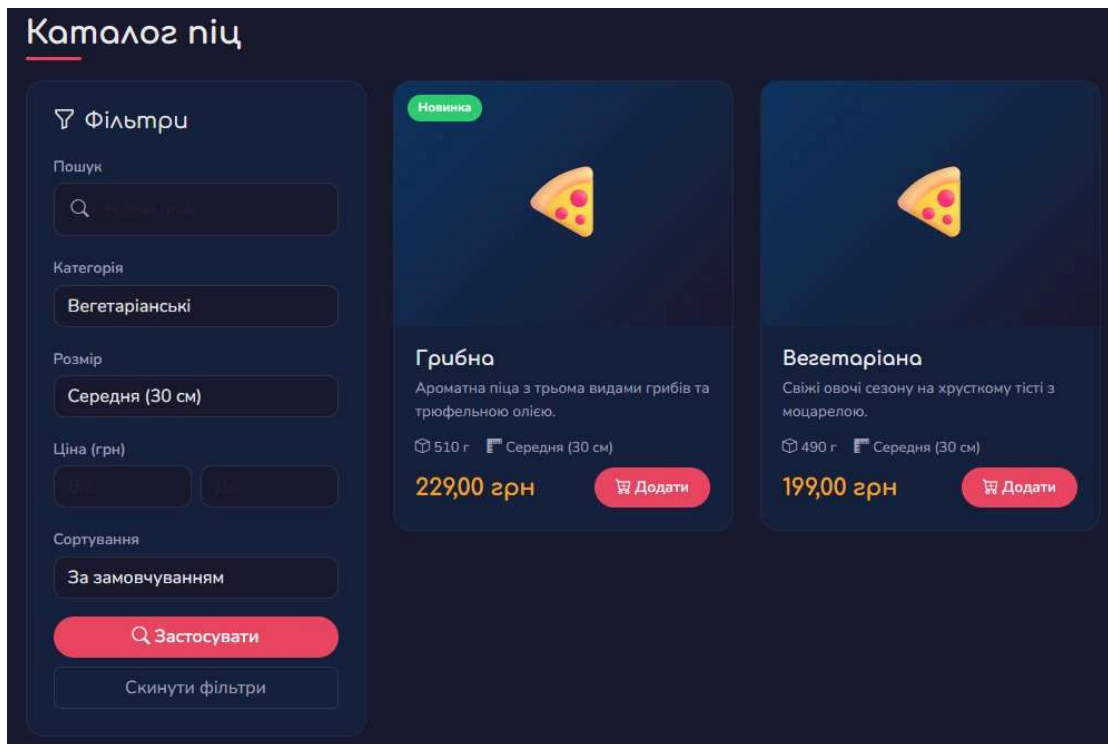 Каталог піц
Фільтри
Пошук
Категорія
Вегетаріанські
Розмір
Середня (30 см)
Ціна (грн)
Сортування
За замовчуванням
Застосувати
Скинути фільтри
Новинка
Грибна
Ароматна піца з трьома видами грибів та
трюфельною олією.
510 г Середня (30 см)
229,00 грн Додати
Вегетаріана
Свіжі овочі сезону на хрусткому тісті з
моцарелою.
490 г Середня (30 см)
199,00 грн Додати